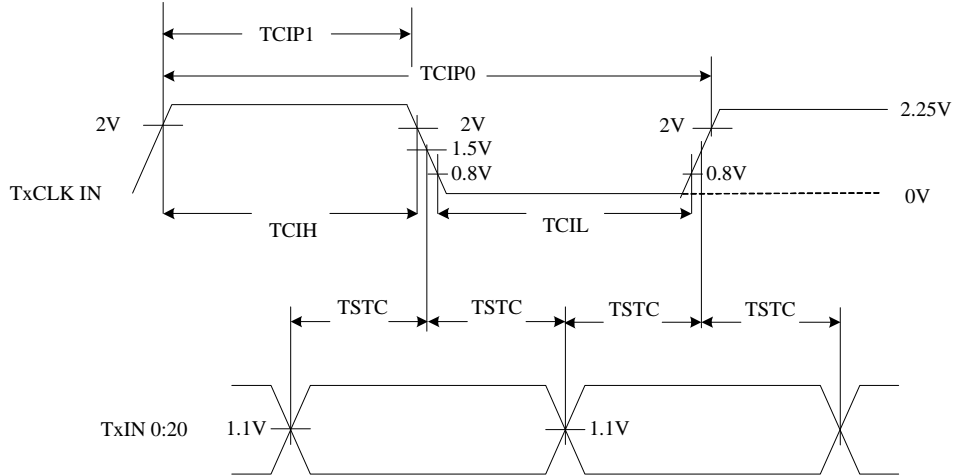 TCIP1
TCIP0
2.25V
2V
2V
2V
1.5V
0.8V
0.8V
TxCLK IN
0V
TCIH
TCIL
TSTC
TSTC
TSTC
TSTC
TxIN 0:20
1.1V
1.1V